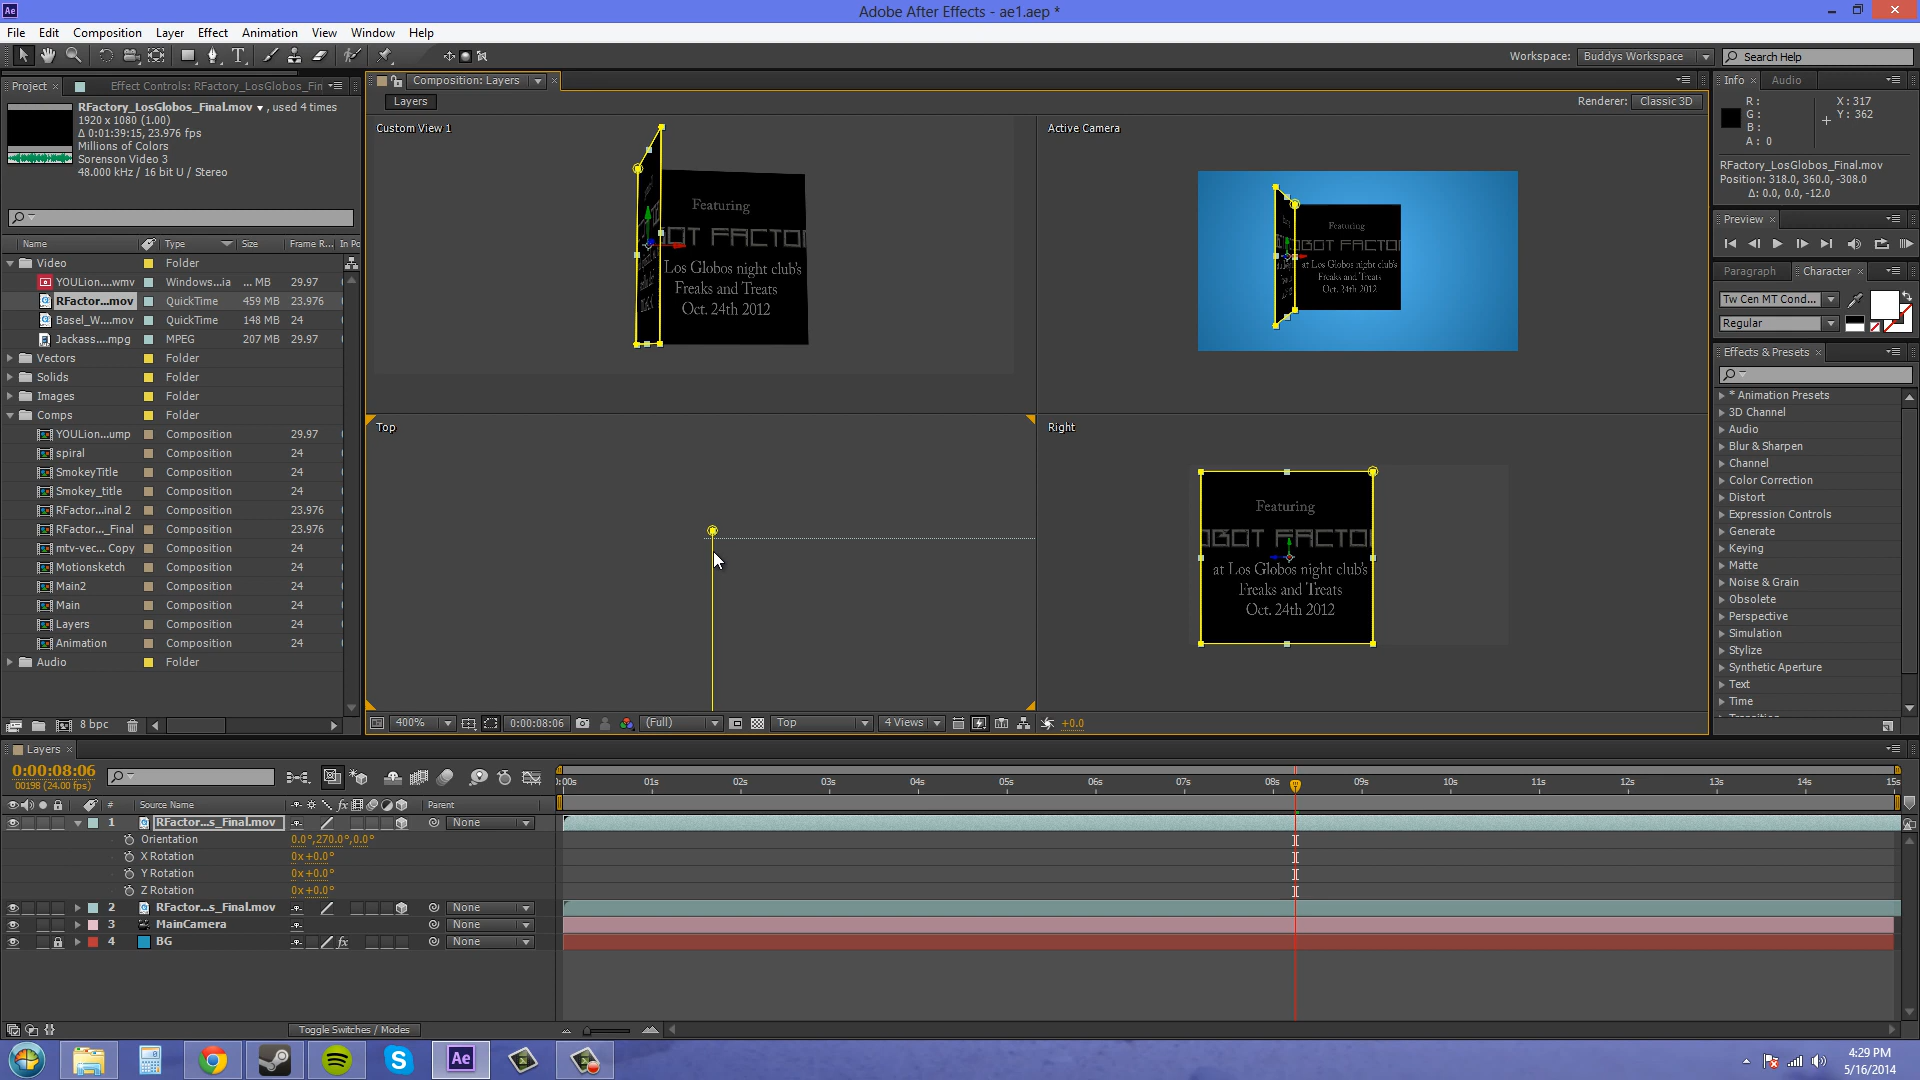 Adobe After Effects - ae1.aep *
File Edit Composition Layer Effect Animation View Window Help
Workspace: Buddys Workspace Search Help
Project Effect Controls: RFactory_LosGlobos_Fin
RFactory_LosGlobos_Final.mov , used 4 times
1920 x 1080 (1.00)
Δ 0:01:39:15, 23.976 fps
Millions of Colors
Sorenson Video 3
48.000 kHz / 16 bit U / Stereo
Name Type Size Frame R... In Po
Video Folder
YOULion....wmv Windows...ia ... MB 29.97
RFactor...mov QuickTime 459 MB 23.976
Basel_W....mov QuickTime 148 MB 24
Jackass....mpg MPEG 207 MB 29.97
Vectors Folder
Solids Folder
Images Folder
Comps Folder
YOULion...ump Composition 29.97
spiral Composition 24
SmokeyTitle Composition 24
Smokey_title Composition 24
RFactor...inal 2 Composition 23.976
RFactor..._Final Composition 23.976
mtv-vec... Copy Composition 24
Motionsketch Composition 24
Main2 Composition 24
Main Composition 24
Layers Composition 24
Animation Composition 24
Audio Folder
8 bpc
Composition: Layers
Layers
Renderer: Classic 3D
Custom View 1
Featuring
BOT FACTOR
Los Globos night club's
Freaks and Treats
Oct. 24th 2012
Active Camera
Featuring
OBOT FACTOR
at Los Globos night club's
Freaks and Treats
Oct. 24th 2012
Top
Right
Featuring
OBOT FACTOR
at Los Globos night club's
Freaks and Treats
Oct. 24th 2012
400% 0:00:08:06 (Full) Top 4 Views +0.0
Info Audio
R:
G:
B:
A: 0
X: 317
Y: 362
RFactory_LosGlobos_Final.mov
Position: 318.0, 360.0, -308.0
Δ: 0.0, 0.0, -12.0
Preview
Paragraph Character
Tw Cen MT Cond...
Regular
Effects & Presets
* Animation Presets
3D Channel
Audio
Blur & Sharpen
Channel
Color Correction
Distort
Expression Controls
Generate
Keying
Matte
Noise & Grain
Obsolete
Perspective
Simulation
Stylize
Synthetic Aperture
Text
Time
Layers
0:00:08:06
00198 (24.00 fps)
:00s 01s 02s 03s 04s 05s 06s 07s 08s 09s 10s 11s 12s 13s 14s 15s
# Source Name fx Parent
1 RFactor...s_Final.mov None
Orientation 0.0°,270.0°,0.0°
X Rotation 0x+0.0°
Y Rotation 0x+0.0°
Z Rotation 0x+0.0°
2 RFactor...s_Final.mov None
3 MainCamera None
4 BG fx None
Toggle Switches / Modes
Ae
4:29 PM
5/16/2014